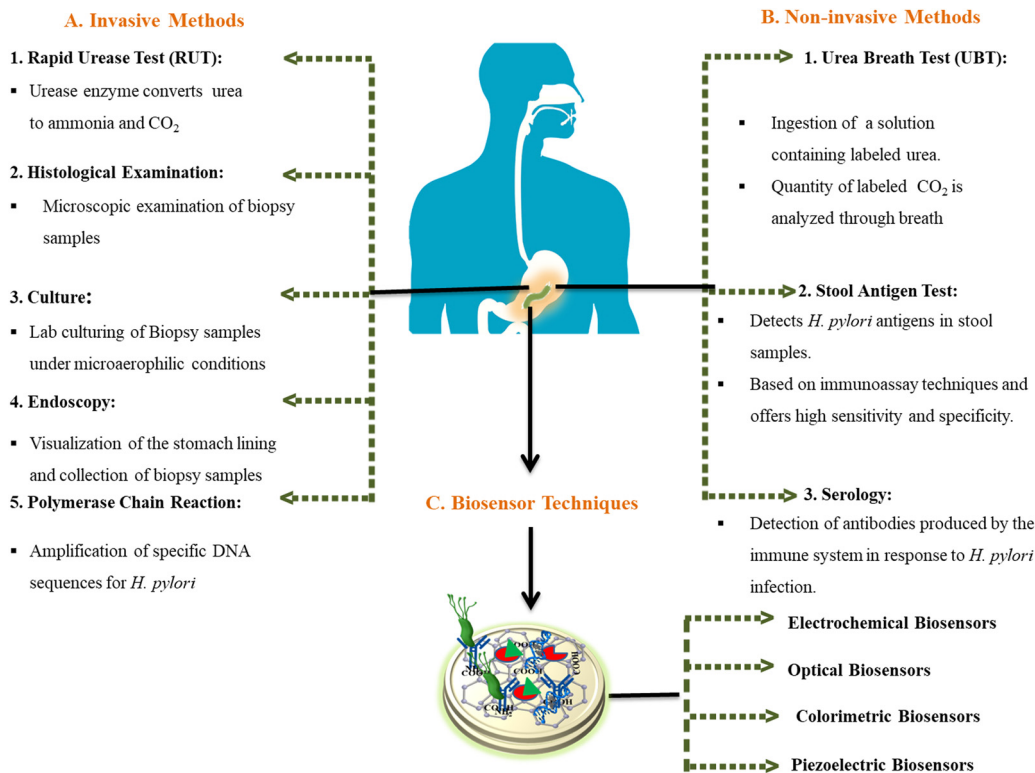 A. Invasive Methods
1. Rapid Urease Test (RUT):
▪ Urease enzyme converts urea
to ammonia and CO₂
2. Histological Examination:
▪ Microscopic examination of biopsy
samples
3. Culture:
▪ Lab culturing of Biopsy samples
under microaerophilic conditions
4. Endoscopy:
▪ Visualization of the stomach lining
and collection of biopsy samples
5. Polymerase Chain Reaction:
▪ Amplification of specific DNA
sequences for H. pylori
B. Non-invasive Methods
1. Urea Breath Test (UBT):
▪ Ingestion of a solution
containing labeled urea.
▪ Quantity of labeled CO₂ is
analyzed through breath
2. Stool Antigen Test:
▪ Detects H. pylori antigens in stool
samples.
▪ Based on immunoassay techniques and
offers high sensitivity and specificity.
3. Serology:
▪ Detection of antibodies produced by the
immune system in response to H. pylori
infection.
C. Biosensor Techniques
COOH
COOH
COOH
NH₂
Electrochemical Biosensors
Optical Biosensors
Colorimetric Biosensors
Piezoelectric Biosensors